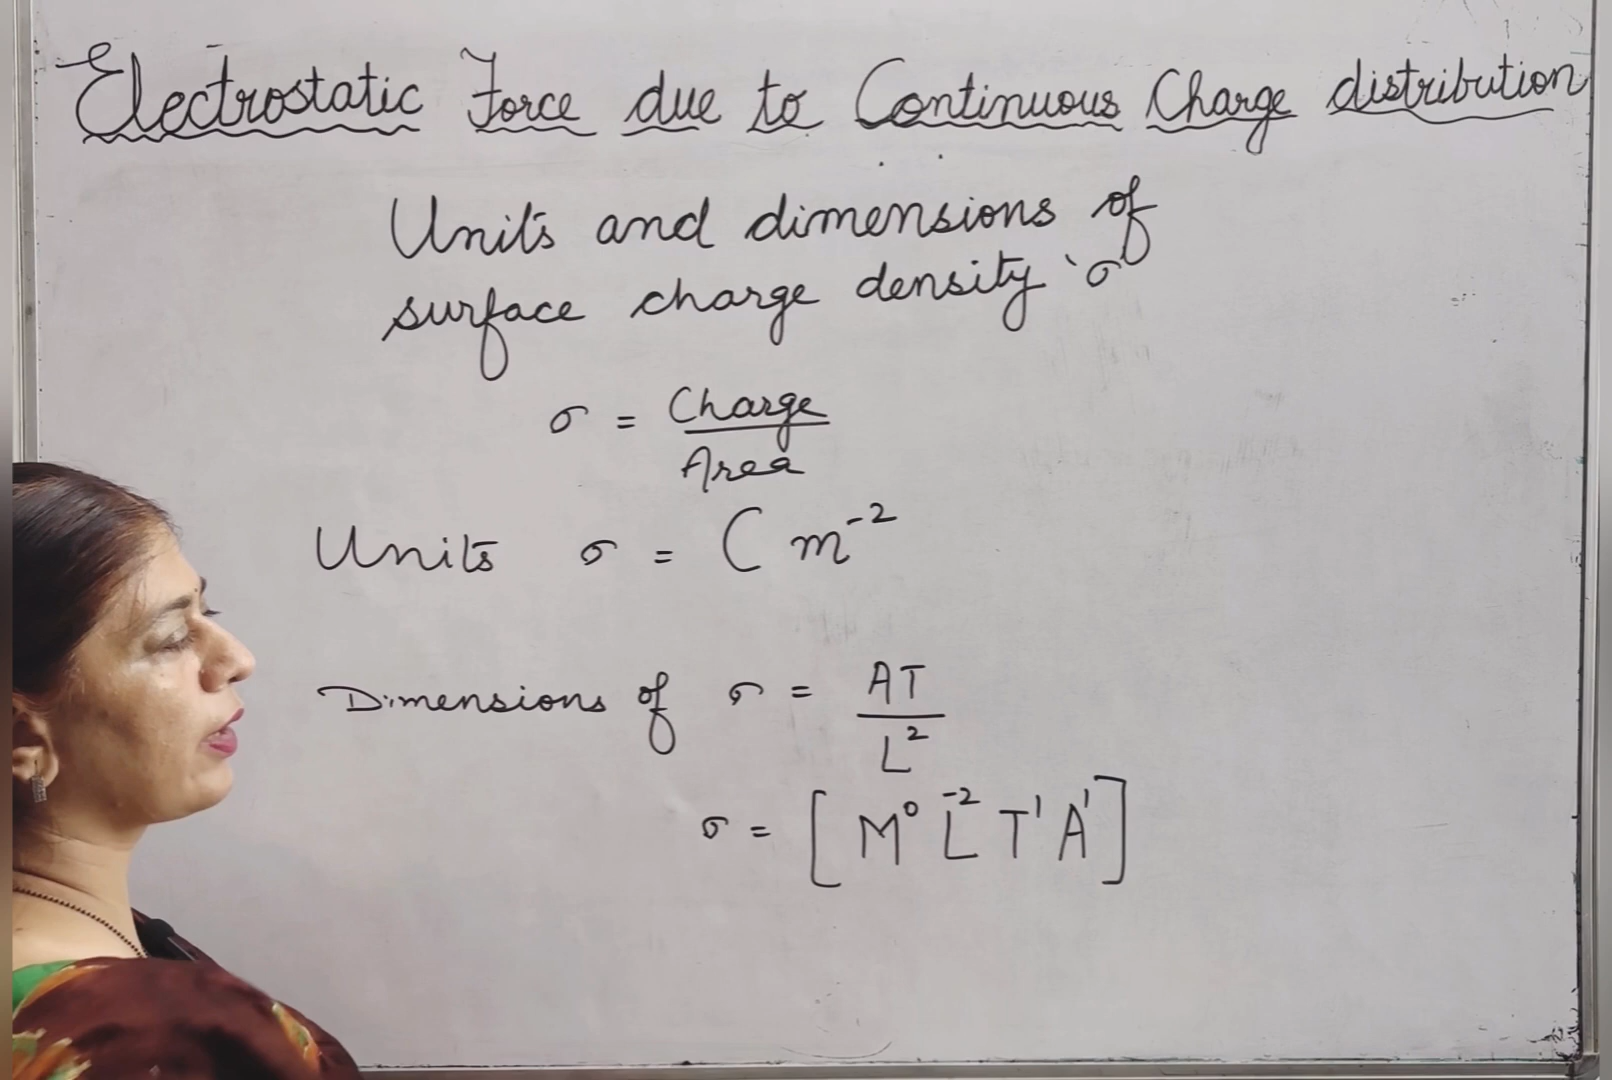 Electrostatic Force due to Continuous Charge distribution
Units and dimensions of
surface charge density 'σ'
σ = Charge
Area
Units σ = C m⁻²
Dimensions of σ = AT
L²
σ = [M⁰ L⁻² T¹ A¹]